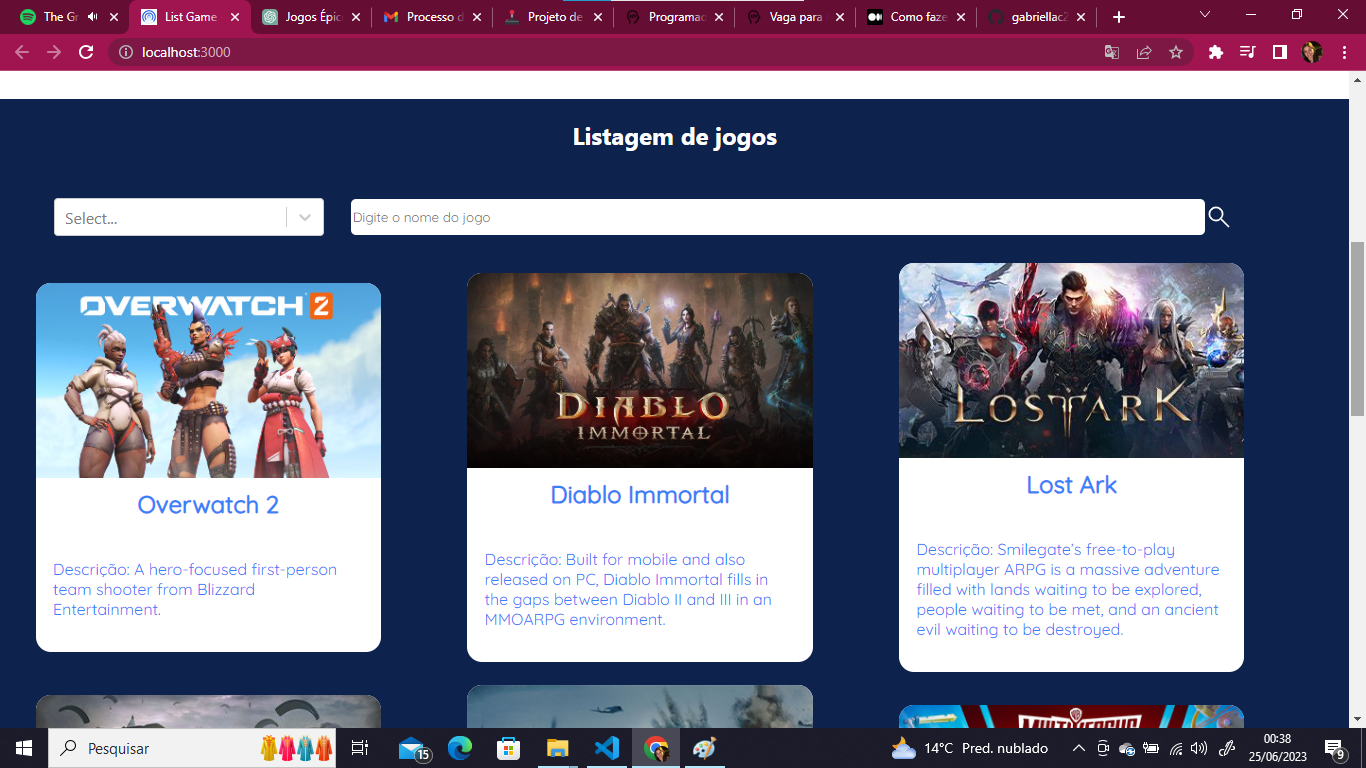 The Gr
List Game
Jogos Épic
Processo d
Projeto de
Programac
Vaga para
Como faze
gabriellac2
localhost:3000
Listagem de jogos
Select...
Digite o nome do jogo
OVERWATCH 2
DIABLO
IMMORTAL
LOST ARK
Overwatch 2
Diablo Immortal
Lost Ark
Descrição: A hero-focused first-person
team shooter from Blizzard
Entertainment.
Descrição: Built for mobile and also
released on PC, Diablo Immortal fills in
the gaps between Diablo II and III in an
MMOARPG environment.
Descrição: Smilegate's free-to-play
multiplayer ARPG is a massive adventure
filled with lands waiting to be explored,
people waiting to be met, and an ancient
evil waiting to be destroyed.
Pesquisar
15
14°C Pred. nublado
00:38
25/06/2023
9